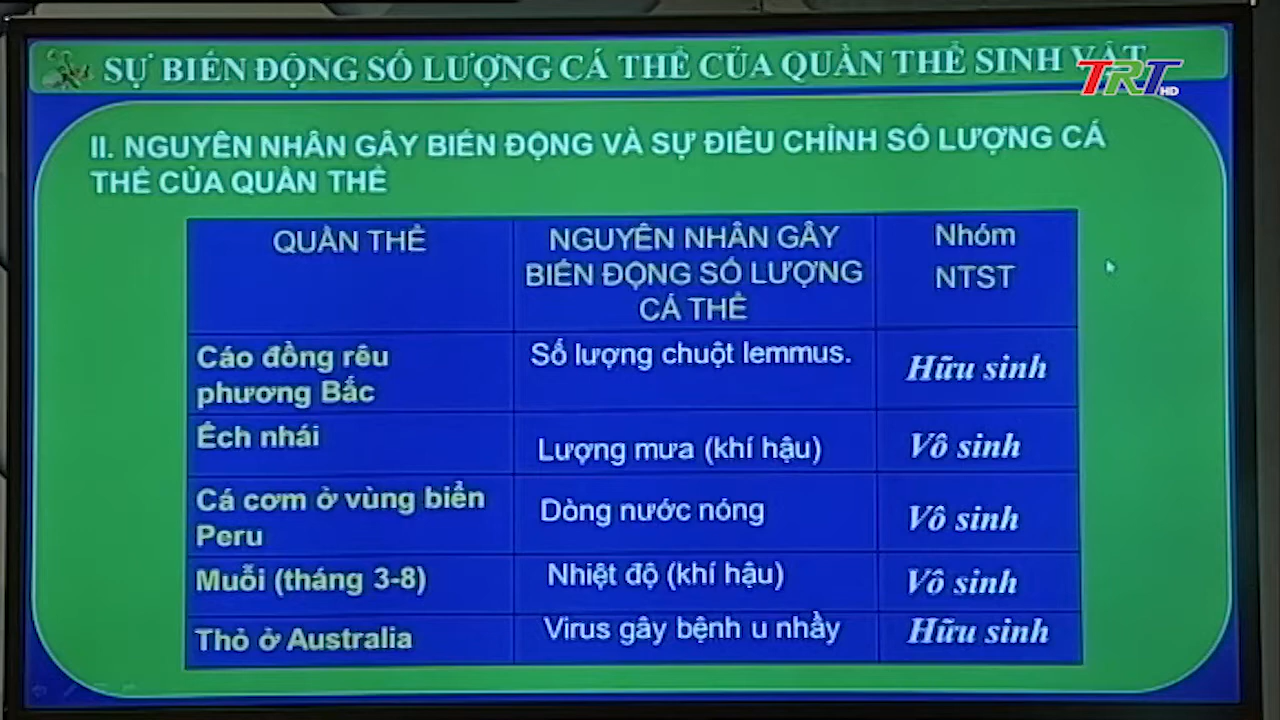 SỰ BIẾN ĐỘNG SỐ LƯỢNG CÁ THỂ CỦA QUẦN THỂ SINH VẬT
TRT HD
II. NGUYÊN NHÂN GÂY BIẾN ĐỘNG VÀ SỰ ĐIỀU CHỈNH SỐ LƯỢNG CÁ
THỂ CỦA QUẦN THỂ
QUẦN THỂ
NGUYÊN NHÂN GÂY
BIẾN ĐỘNG SỐ LƯỢNG
CÁ THỂ
Nhóm
NTST
Cáo đồng rêu
phương Bắc
Số lượng chuột lemmus.
Hữu sinh
Ếch nhái
Lượng mưa (khí hậu)
Vô sinh
Cá cơm ở vùng biển
Peru
Dòng nước nóng
Vô sinh
Muỗi (tháng 3-8)
Nhiệt độ (khí hậu)
Vô sinh
Thỏ ở Australia
Virus gây bệnh u nhầy
Hữu sinh